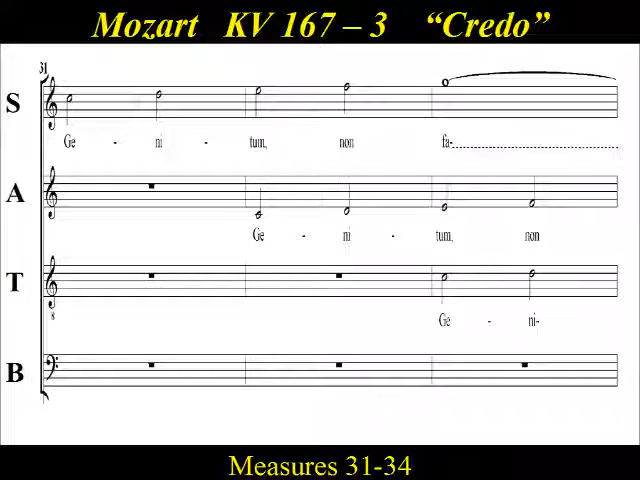 Mozart KV 167 – 3 “Credo”
31
S
Ge - ni - tum, non fa-
A
Ge - ni - tum, non
T
8
Ge - ni-
B
Measures 31-34